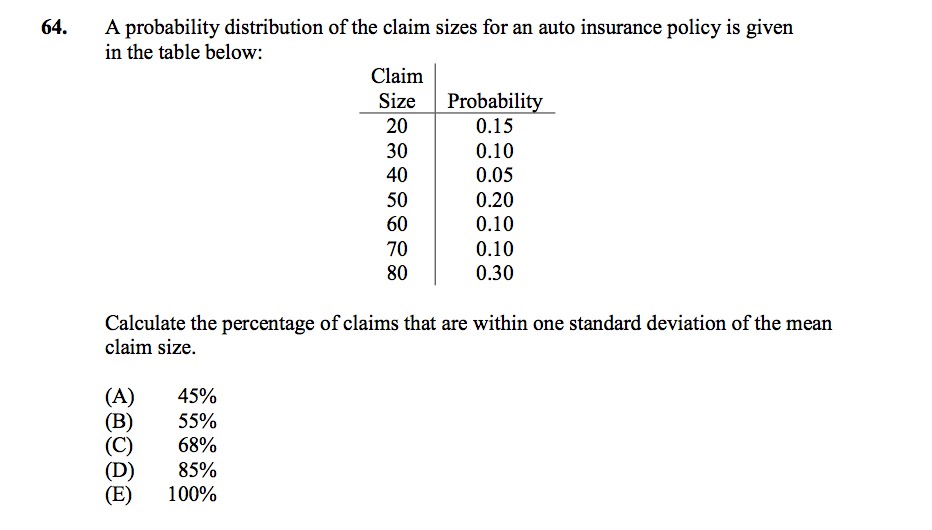 64. A probability distribution of the claim sizes for an auto insurance policy is given
in the table below:
Claim
Size Probability
20 0.15
30 0.10
40 0.05
50 0.20
60 0.10
70 0.10
80 0.30
Calculate the percentage of claims that are within one standard deviation of the mean
claim size.
(A) 45%
(B) 55%
(C) 68%
(D) 85%
(E) 100%